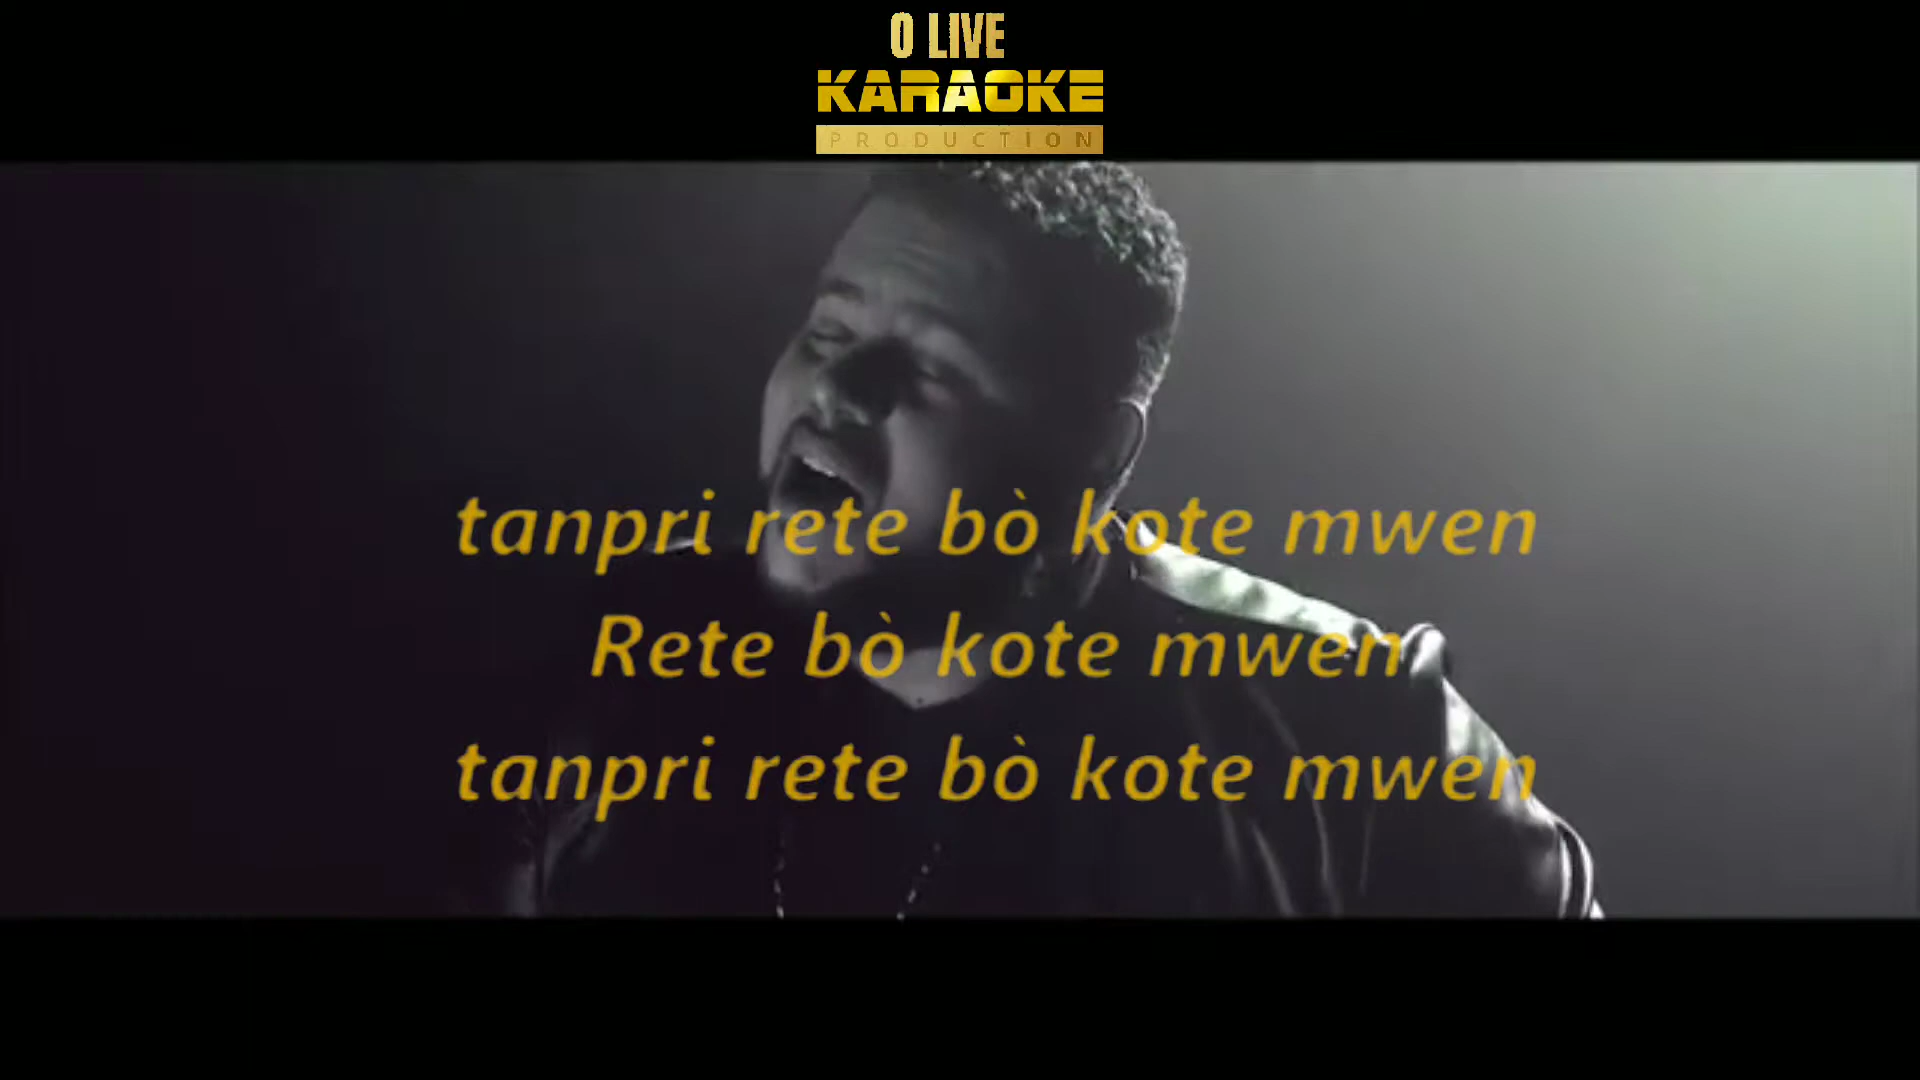 O LIVE
KARAOKE
PRODUCTION
tanpri rete bò kote mwen
Rete bò kote mwen
tanpri rete bò kote mwen